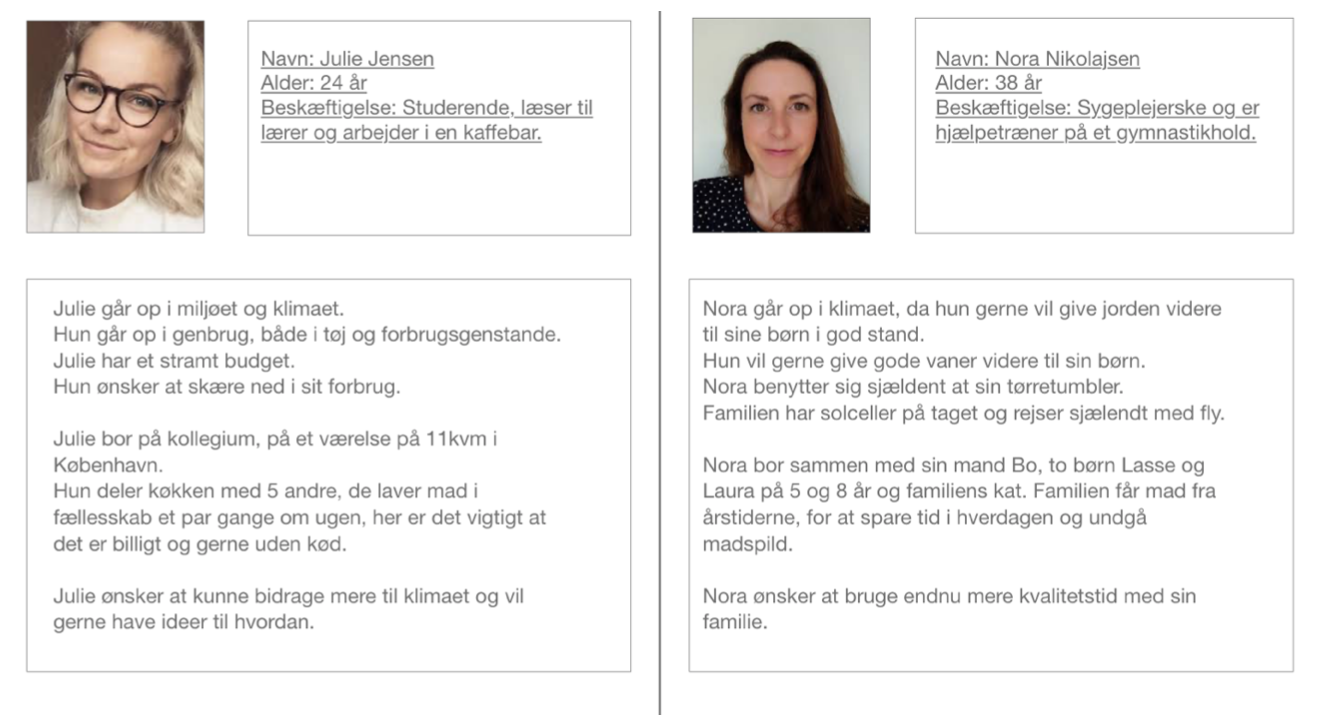 Navn: Julie Jensen
Alder: 24 år
Beskæftigelse: Studerende, læser til
lærer og arbejder i en kaffebar.
Julie går op i miljøet og klimaet.
Hun går op i genbrug, både i tøj og forbrugsgenstande.
Julie har et stramt budget.
Hun ønsker at skære ned i sit forbrug.
Julie bor på kollegium, på et værelse på 11kvm i
København.
Hun deler køkken med 5 andre, de laver mad i
fællesskab et par gange om ugen, her er det vigtigt at
det er billigt og gerne uden kød.
Julie ønsker at kunne bidrage mere til klimaet og vil
gerne have ideer til hvordan.
Navn: Nora Nikolajsen
Alder: 38 år
Beskæftigelse: Sygeplejerske og er
hjælpetræner på et gymnastikhold.
Nora går op i klimaet, da hun gerne vil give jorden videre
til sine børn i god stand.
Hun vil gerne give gode vaner videre til sin børn.
Nora benytter sig sjældent at sin tørretumbler.
Familien har solceller på taget og rejser sjælendt med fly.
Nora bor sammen med sin mand Bo, to børn Lasse og
Laura på 5 og 8 år og familiens kat. Familien får mad fra
årstiderne, for at spare tid i hverdagen og undgå
madspild.
Nora ønsker at bruge endnu mere kvalitetstid med sin
familie.